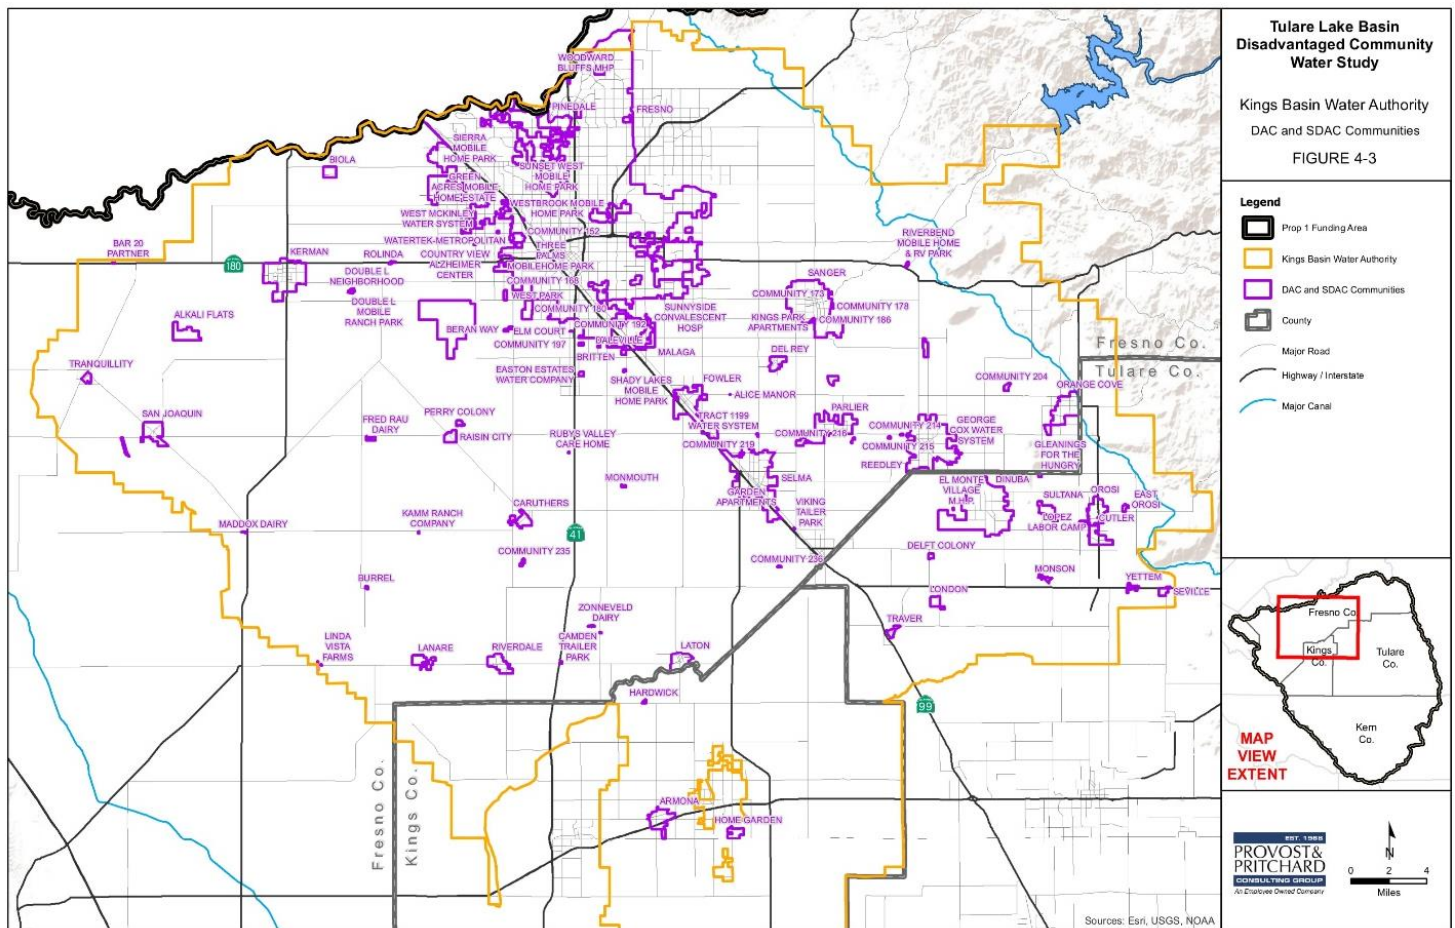 Tulare Lake Basin
Disadvantaged Community
Water Study
Kings Basin Water Authority
DAC and SDAC Communities
FIGURE 4-3
Legend
Prop 1 Funding Area
Kings Basin Water Authority
DAC and SDAC Communities
County
Major Road
Highway / Interstate
Major Canal
WOODWARD
BLUFFS MHP
PINEDALE
FRESNO
SIERRA
MOBILE
HOME PARK
BIOLA
SUNSET WEST
MOBILE
HOME PARK
GREEN
ACRES MOBILE
HOME ESTATE
WESTBROOK MOBILE
HOME PARK
WEST MCKINLEY
WATER SYSTEM
COMMUNITY 152
WATERTEK-METROPOLITAN
BAR 20
PARTNER
180
KERMAN
ROLINDA
COUNTRY VIEW
ALZHEIMER
CENTER
THREE
PALMS
MOBILEHOME PARK
RIVERBEND
MOBILE HOME
& RV PARK
DOUBLE L
NEIGHBORHOOD
COMMUNITY 168
SANGER
DOUBLE L
MOBILE
RANCH PARK
WEST PARK
COMMUNITY 173
COMMUNITY 178
ALKALI FLATS
COMMUNITY 180
SUNNYSIDE
CONVALESCENT
HOSP
KINGS PARK
APARTMENTS
COMMUNITY 186
BERAN WAY
ELM COURT
COMMUNITY 192
COMMUNITY 197
DALEVILLE
Fresno Co.
Tulare Co.
BRITTEN
MALAGA
DEL REY
TRANQUILLITY
EASTON ESTATES
WATER COMPANY
SHADY LAKES
MOBILE
HOME PARK
FOWLER
COMMUNITY 204
ORANGE COVE
ALICE MANOR
SAN JOAQUIN
FRED RAU
DAIRY
PERRY COLONY
RAISIN CITY
TRACT 1199
WATER SYSTEM
PARLIER
GEORGE
COX WATER
SYSTEM
COMMUNITY 214
COMMUNITY 216
RUBYS VALLEY
CARE HOME
COMMUNITY 219
COMMUNITY 215
GLEANINGS
FOR THE
HUNGRY
REEDLEY
MONMOUTH
SELMA
EL MONTE
VILLAGE
M.H.P.
DINUBA
GARDEN
APARTMENTS
SULTANA
OROSI
EAST
OROSI
CARUTHERS
VIKING
TAILER
PARK
LOPEZ
LABOR CAMP
CUTLER
KAMM RANCH
COMPANY
MADDOX DAIRY
41
DELFT COLONY
COMMUNITY 235
COMMUNITY 236
BURREL
MONSON
YETTEM
SEVILLE
LONDON
ZONNEVELD
DAIRY
TRAVER
LINDA
VISTA
FARMS
LANARE
RIVERDALE
CAMDEN
TRAILER
PARK
LATON
HARDWICK
99
Fresno Co.
Kings Co.
ARMONA
HOME GARDEN
Sources: Esri, USGS, NOAA
Fresno Co.
Kings
Co.
Tulare
Co.
Kern
Co.
MAP
VIEW
EXTENT
EST. 1968
PROVOST&
PRITCHARD
CONSULTING GROUP
An Employee Owned Company
N
0 2 4
Miles